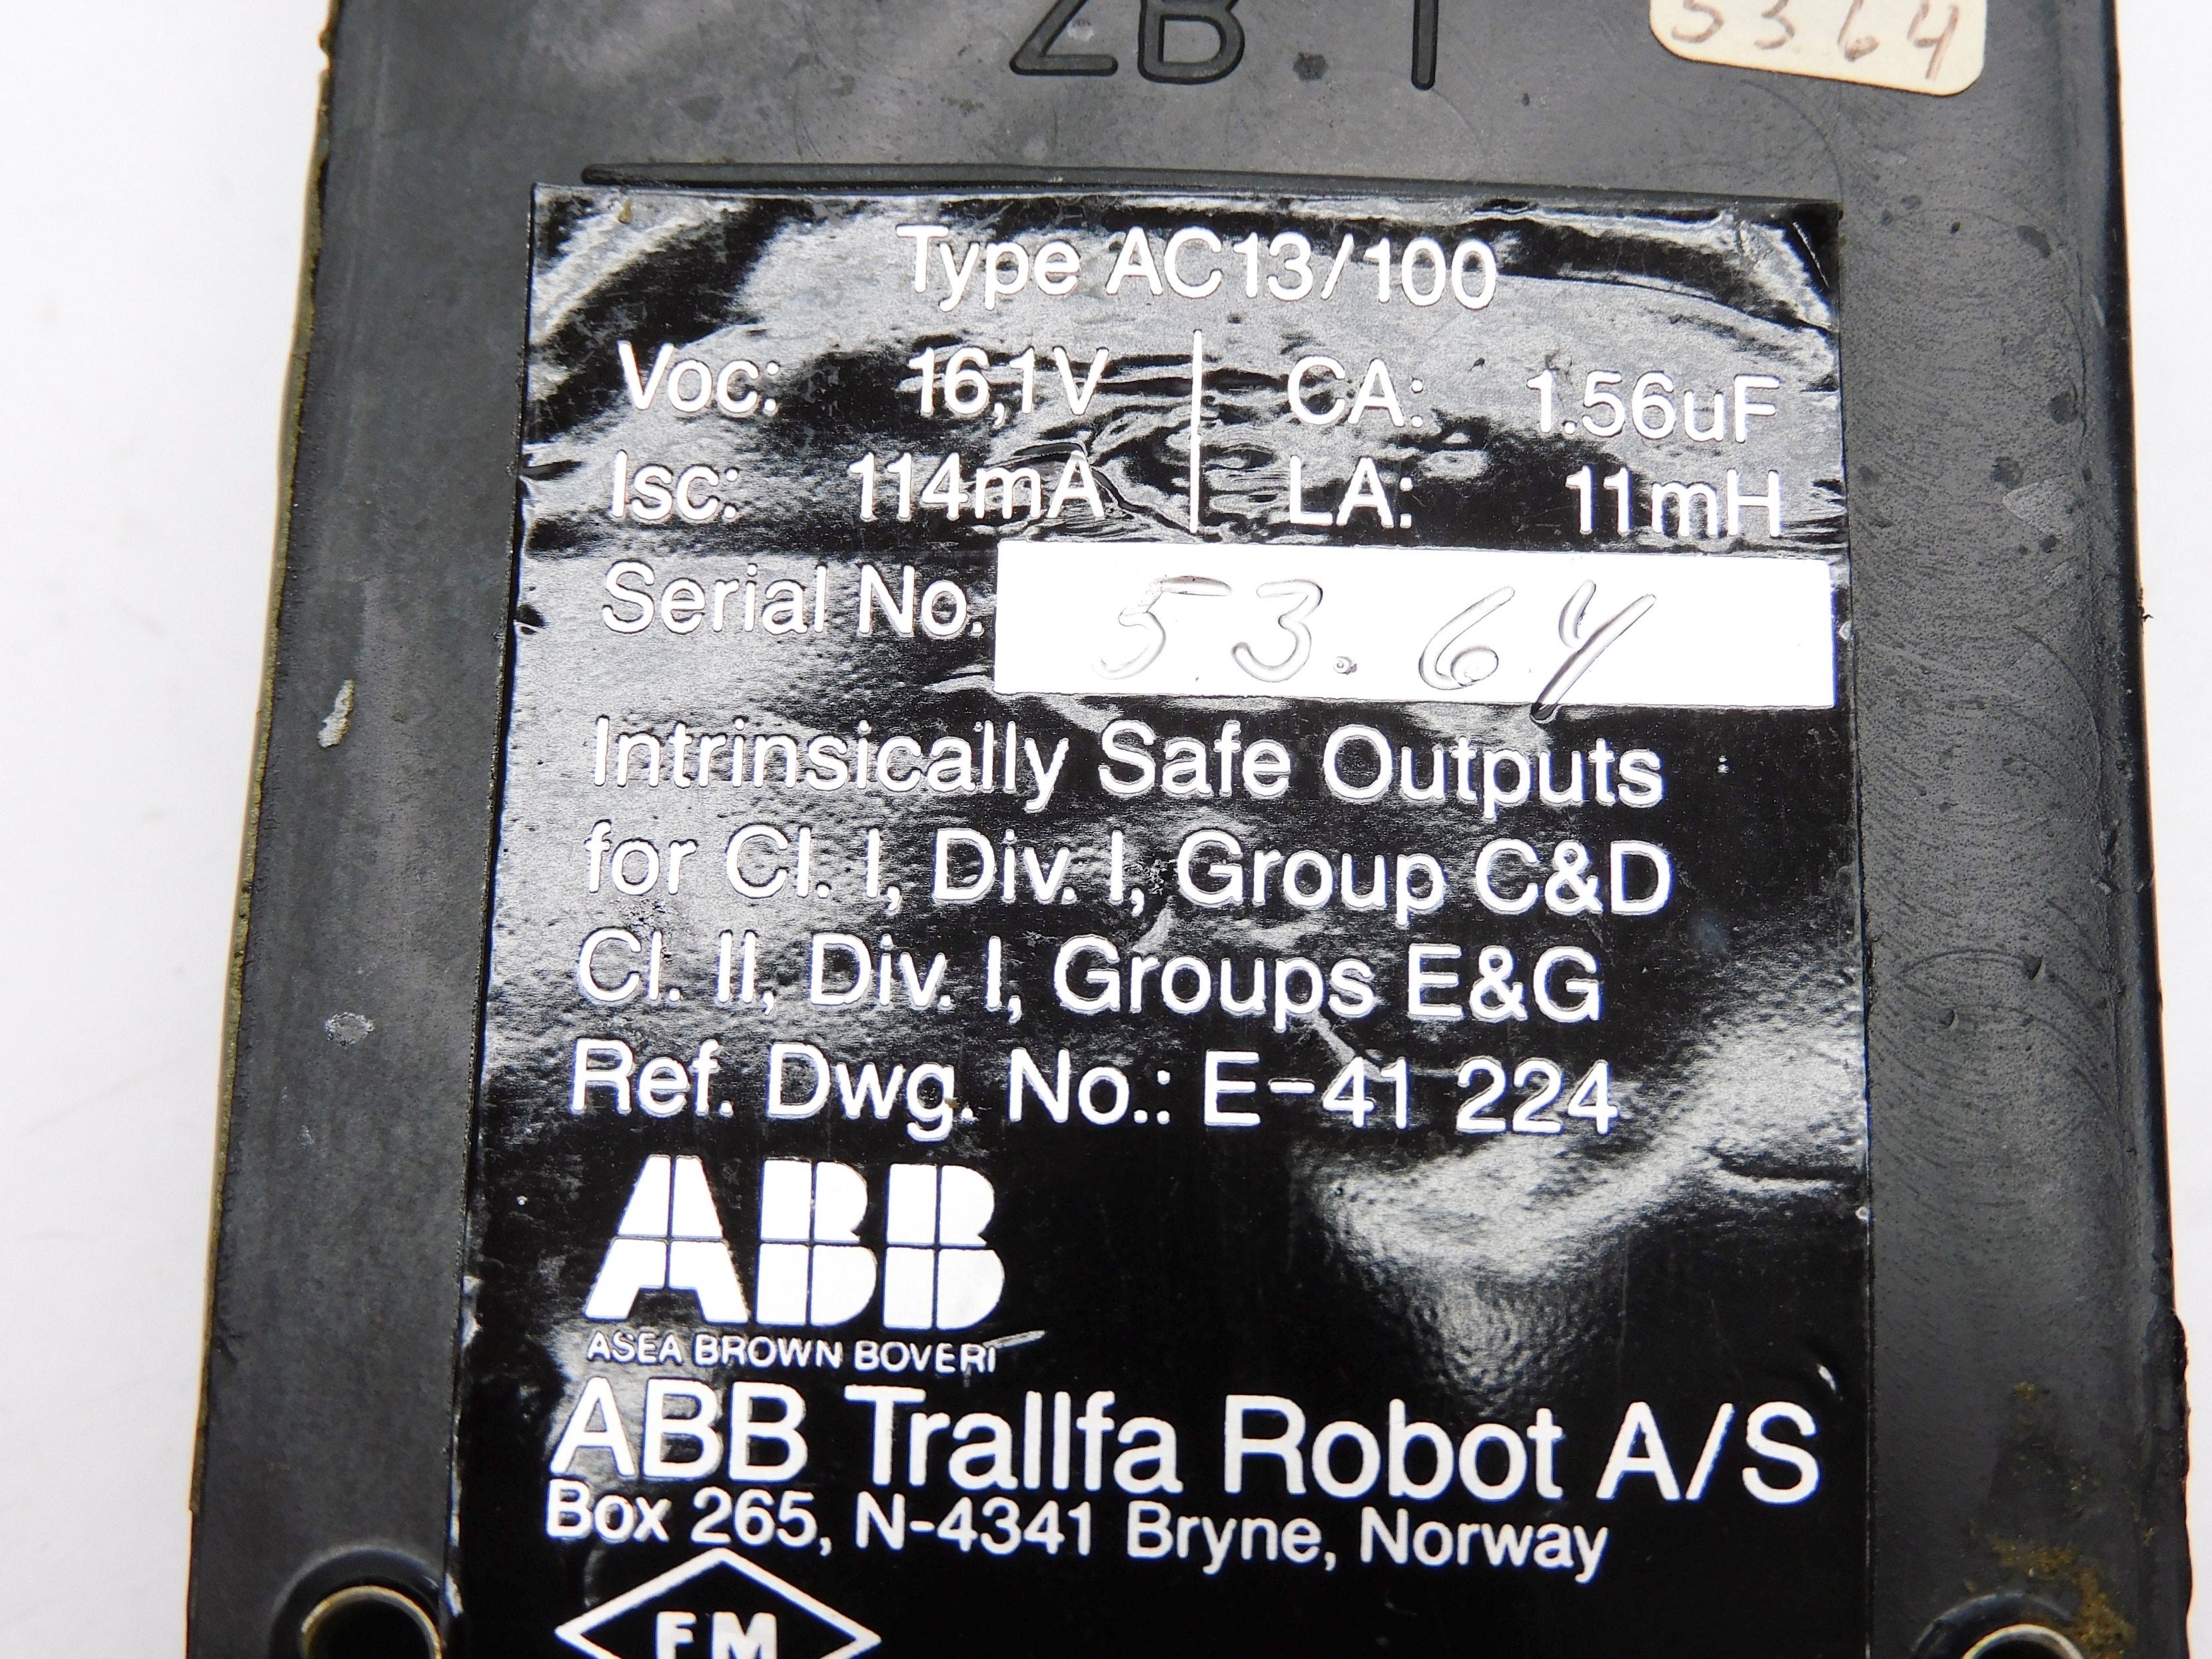 ZB.1
5364
Type AC13/100
Voc: 16,1V CA: 1.56uF
Isc: 114mA LA: 11mH
Serial No. 53.64
Intrinsically Safe Outputs
for Cl. I, Div. I, Group C&D
Cl. II, Div. I, Groups E&G
Ref. Dwg. No.: E-41 224
ABB
ASEA BROWN BOVERI
ABB Trallfa Robot A/S
Box 265, N-4341 Bryne, Norway
FM